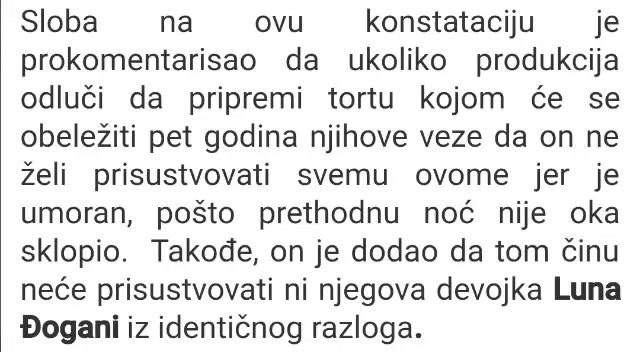 Sloba na ovu konstataciju je
prokomentarisao da ukoliko produkcija
odluči da pripremi tortu kojom će se
obeležiti pet godina njihove veze da on ne
želi prisustvovati svemu ovome jer je
umoran, pošto prethodnu noć nije oka
sklopio. Takođe, on je dodao da tom činu
neće prisustvovati ni njegova devojka Luna
Đogani iz identičnog razloga.